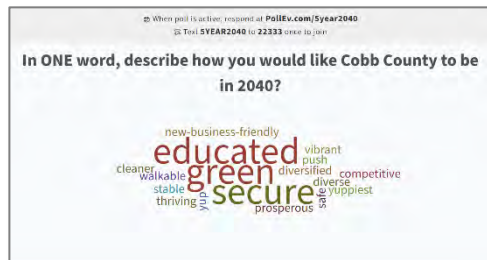 When poll is active, respond at PollEv.com/5year2040
Text 5YEAR2040 to 22333 once to join
In ONE word, describe how you would like Cobb County to be
in 2040?
new-business-friendly
educated
vibrant
push
cleaner
walkable
green
diversified
competitive
diverse
stable
secure
yuppiest
thriving
yup
prosperous
safe